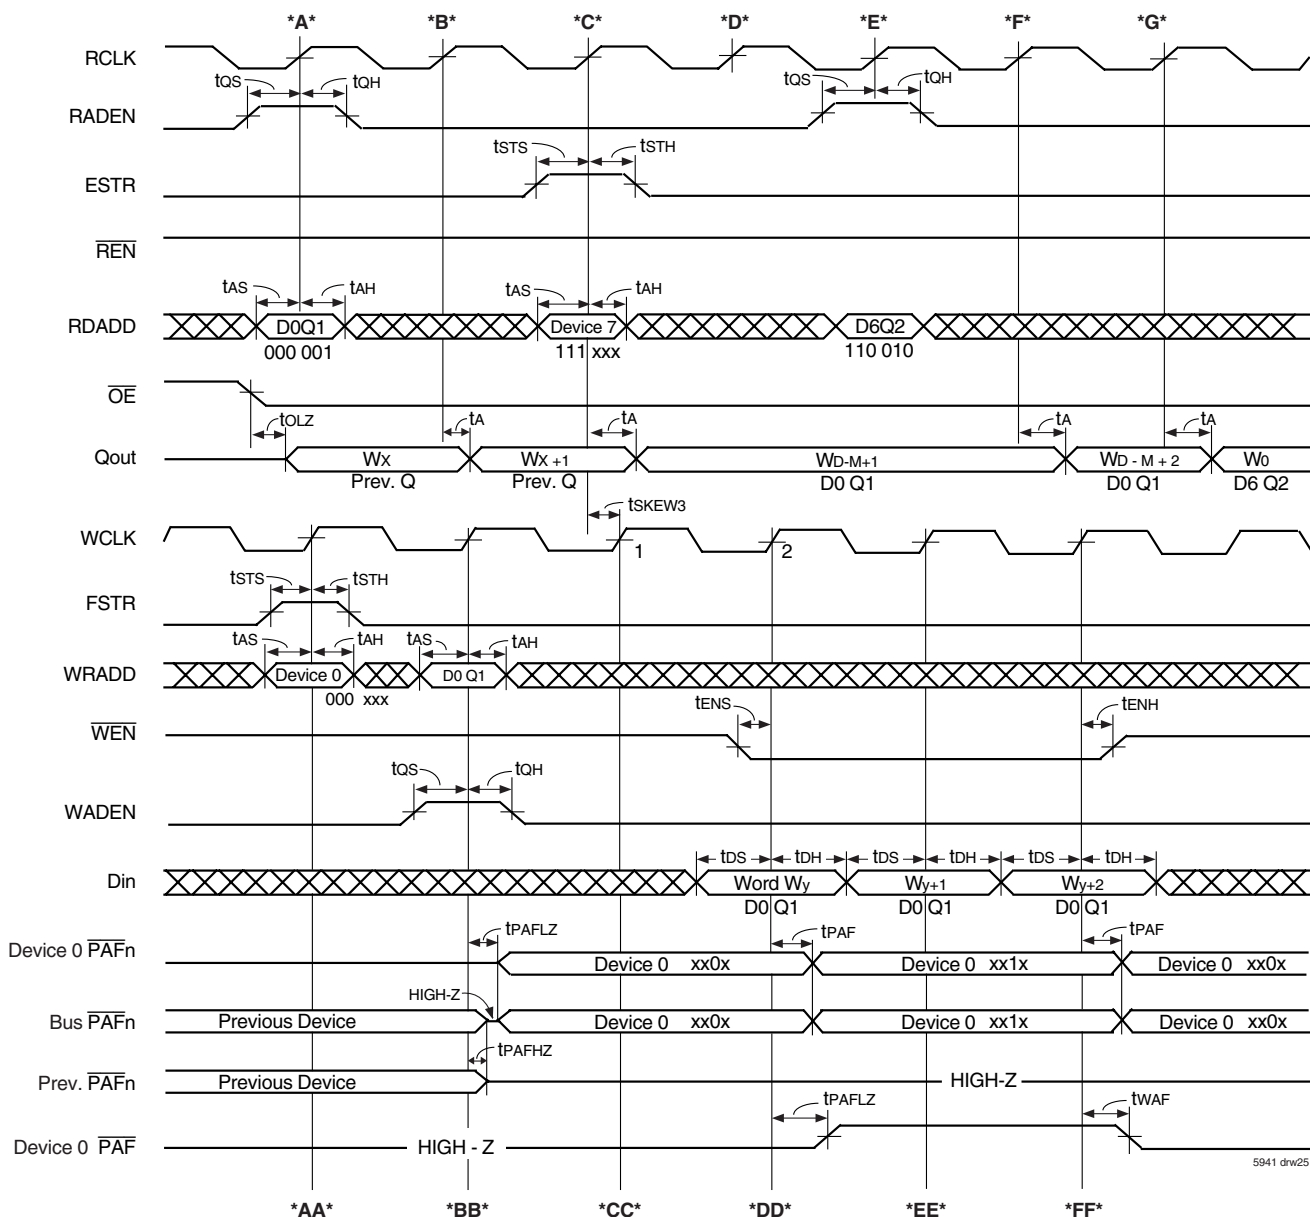 *A* *B* *C* *D* *E* *F* *G*
RCLK
tQS tQH tQS tQH
RADEN
tSTS tSTH
ESTR
REN
tAS tAH tAS tAH
RDADD D0Q1 Device 7 D6Q2
000 001 111 xxx 110 010
OE
tOLZ tA tA tA tA
Qout WX WX +1 WD-M+1 WD - M + 2 W0
Prev. Q Prev. Q D0 Q1 D0 Q1 D6 Q2
tSKEW3
WCLK 1 2
tSTS tSTH
FSTR
tAS tAH tAS tAH
WRADD Device 0 D0 Q1
000 xxx
tENS tENH
WEN
tQS tQH
WADEN
tDS tDH tDS tDH tDS tDH
Din Word Wy Wy+1 Wy+2
D0 Q1 D0 Q1 D0 Q1
tPAFLZ tPAF tPAF
Device 0 PAFn Device 0 xx0x Device 0 xx1x Device 0 xx0x
HIGH-Z
Bus PAFn Previous Device Device 0 xx0x Device 0 xx1x Device 0 xx0x
tPAFHZ
Prev. PAFn Previous Device HIGH-Z
tPAFLZ tWAF
Device 0 PAF HIGH - Z
5941 drw25
*AA* *BB* *CC* *DD* *EE* *FF*